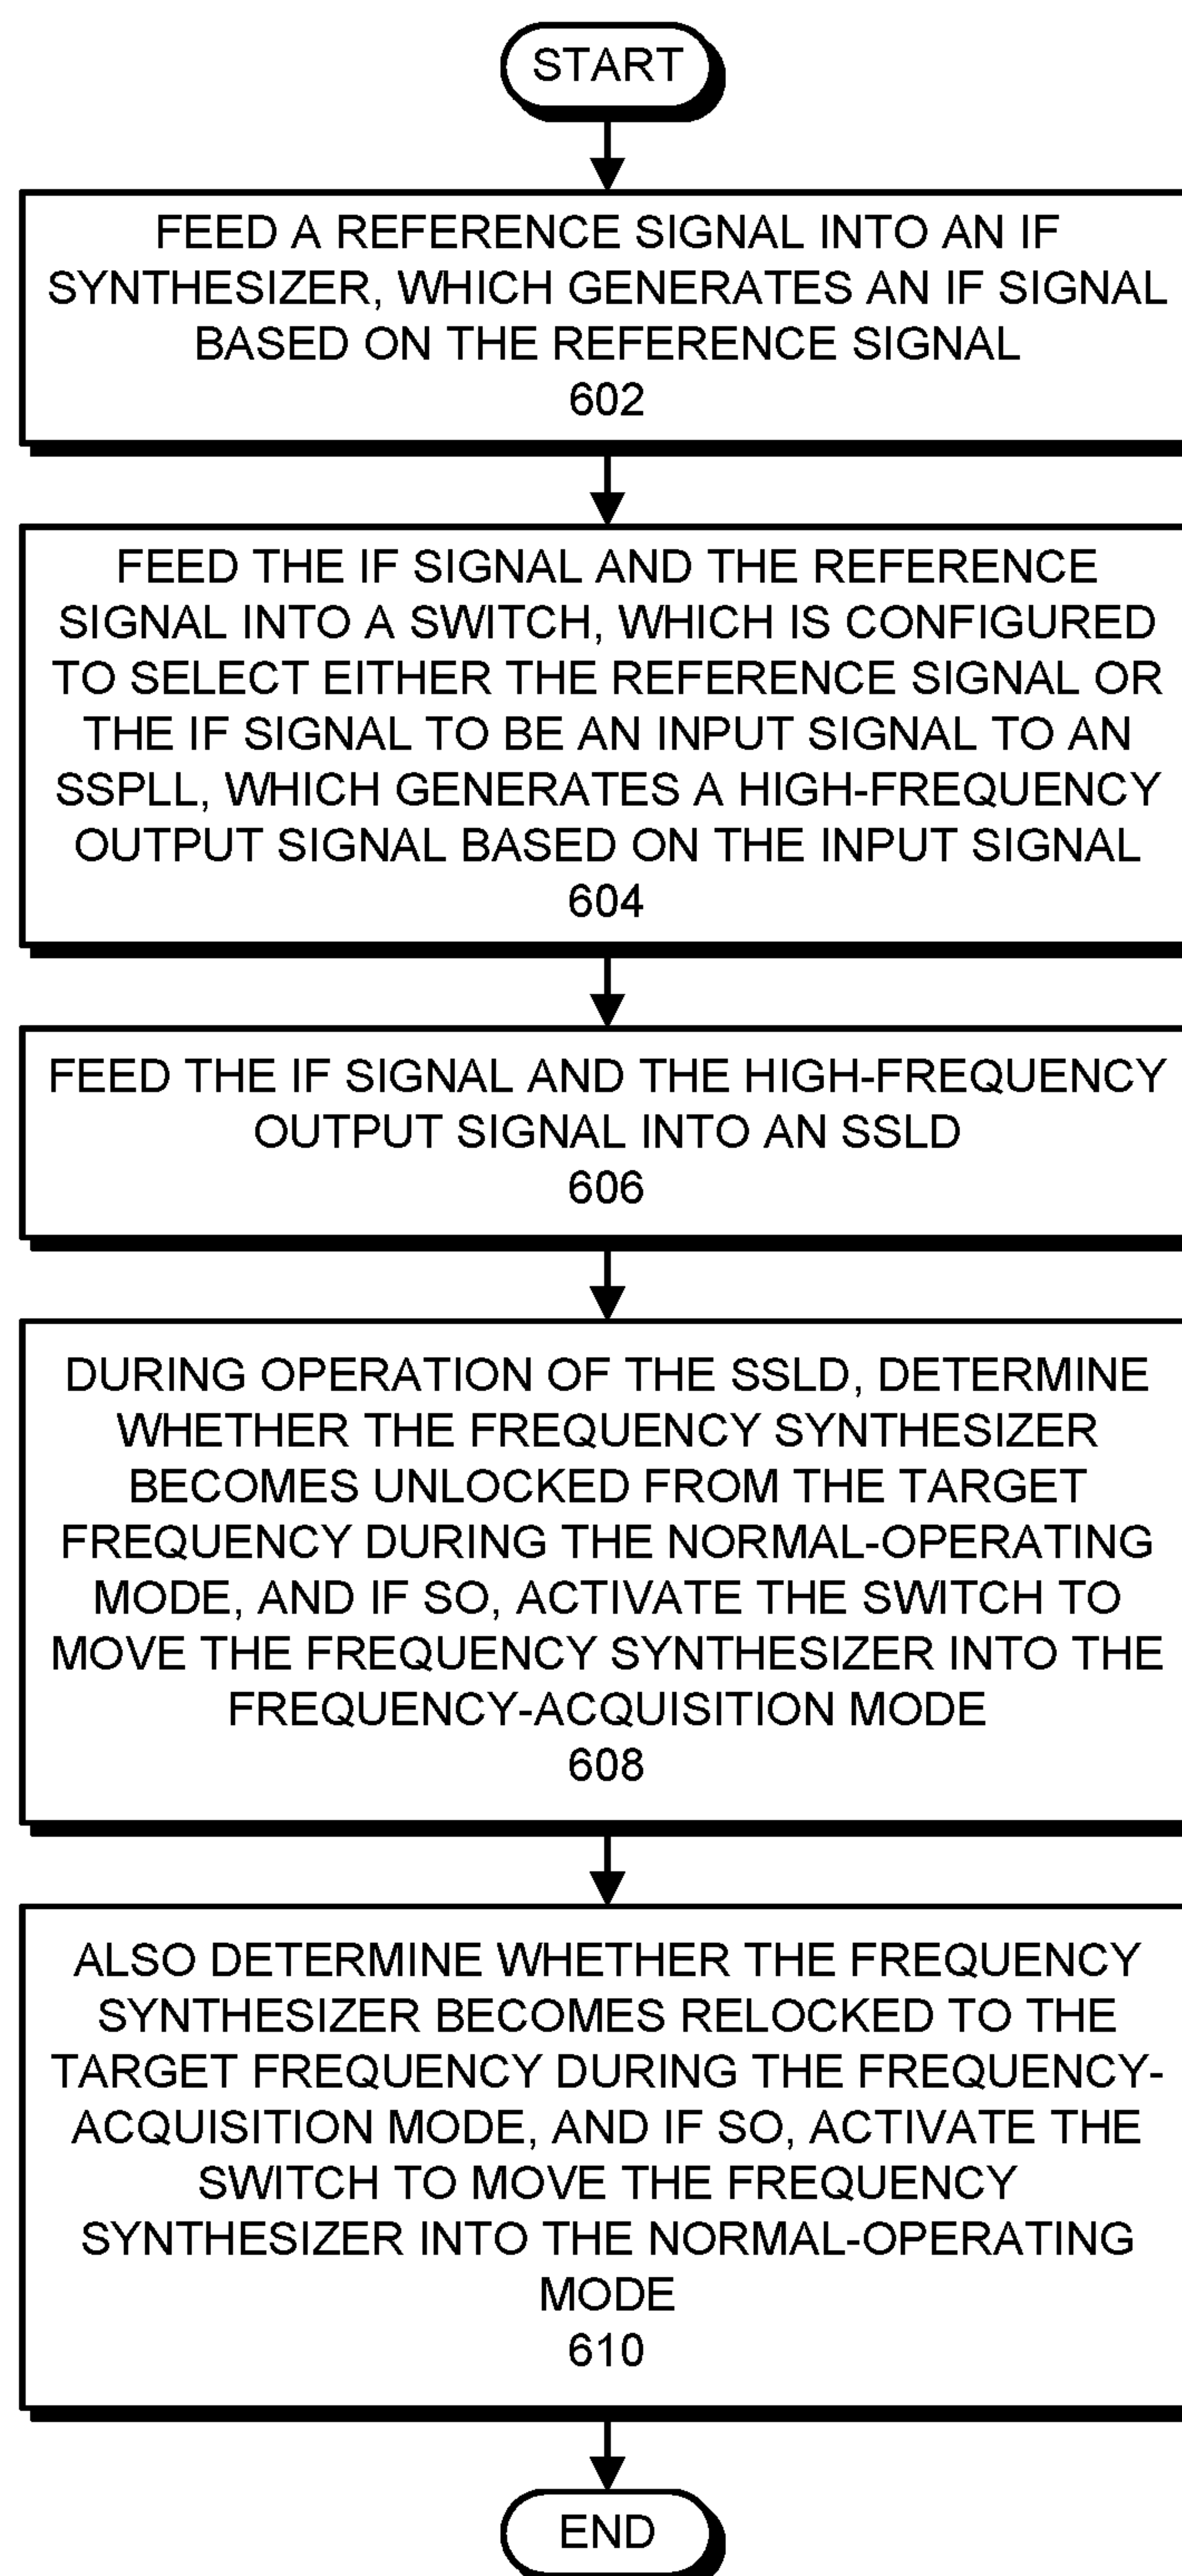 START
FEED A REFERENCE SIGNAL INTO AN IF
SYNTHESIZER, WHICH GENERATES AN IF SIGNAL
BASED ON THE REFERENCE SIGNAL
602
FEED THE IF SIGNAL AND THE REFERENCE
SIGNAL INTO A SWITCH, WHICH IS CONFIGURED
TO SELECT EITHER THE REFERENCE SIGNAL OR
THE IF SIGNAL TO BE AN INPUT SIGNAL TO AN
SSPLL, WHICH GENERATES A HIGH-FREQUENCY
OUTPUT SIGNAL BASED ON THE INPUT SIGNAL
604
FEED THE IF SIGNAL AND THE HIGH-FREQUENCY
OUTPUT SIGNAL INTO AN SSLD
606
DURING OPERATION OF THE SSLD, DETERMINE
WHETHER THE FREQUENCY SYNTHESIZER
BECOMES UNLOCKED FROM THE TARGET
FREQUENCY DURING THE NORMAL-OPERATING
MODE, AND IF SO, ACTIVATE THE SWITCH TO
MOVE THE FREQUENCY SYNTHESIZER INTO THE
FREQUENCY-ACQUISITION MODE
608
ALSO DETERMINE WHETHER THE FREQUENCY
SYNTHESIZER BECOMES RELOCKED TO THE
TARGET FREQUENCY DURING THE FREQUENCY-
ACQUISITION MODE, AND IF SO, ACTIVATE THE
SWITCH TO MOVE THE FREQUENCY
SYNTHESIZER INTO THE NORMAL-OPERATING
MODE
610
END